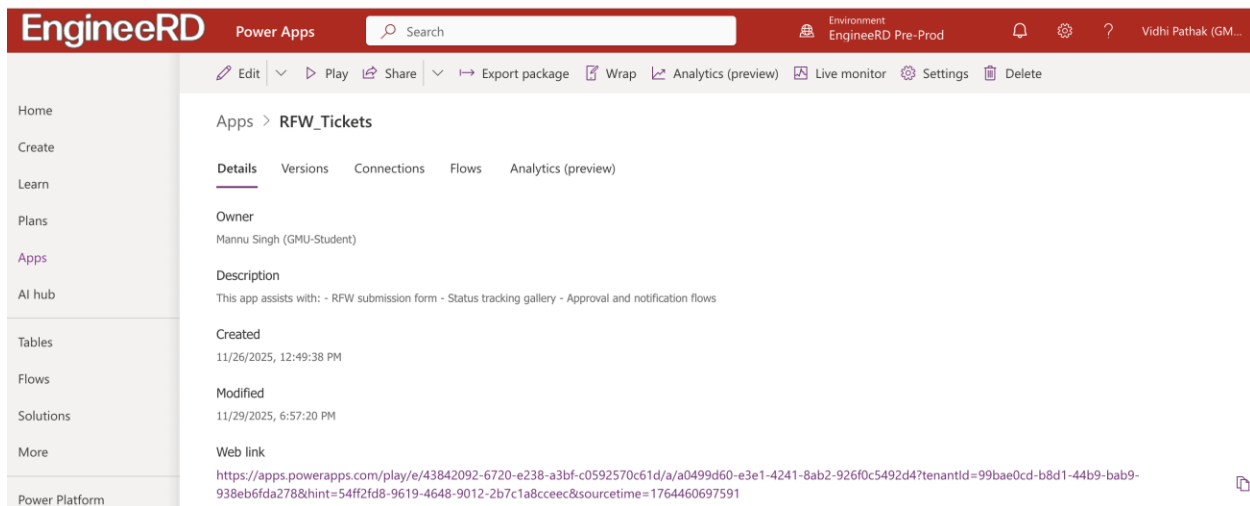 EngineeRD Power Apps Search Environment
EngineeRD Pre-Prod Vidhi Pathak (GM...
Edit Play Share Export package Wrap Analytics (preview) Live monitor Settings Delete
Home
Create
Learn
Plans
Apps
AI hub
Tables
Flows
Solutions
More
Power Platform
Apps > RFW_Tickets
Details Versions Connections Flows Analytics (preview)
Owner
Mannu Singh (GMU-Student)
Description
This app assists with: - RFW submission form - Status tracking gallery - Approval and notification flows
Created
11/26/2025, 12:49:38 PM
Modified
11/29/2025, 6:57:20 PM
Web link
https://apps.powerapps.com/play/e/43842092-6720-e238-a3bf-c0592570c61d/a/a0499d60-e3e1-4241-8ab2-926f0c5492d4?tenantId=99bae0cd-b8d1-44b9-bab9-
938eb6fda278&hint=54ff2fd8-9619-4648-9012-2b7c1a8cceec&sourcetime=1764460697591